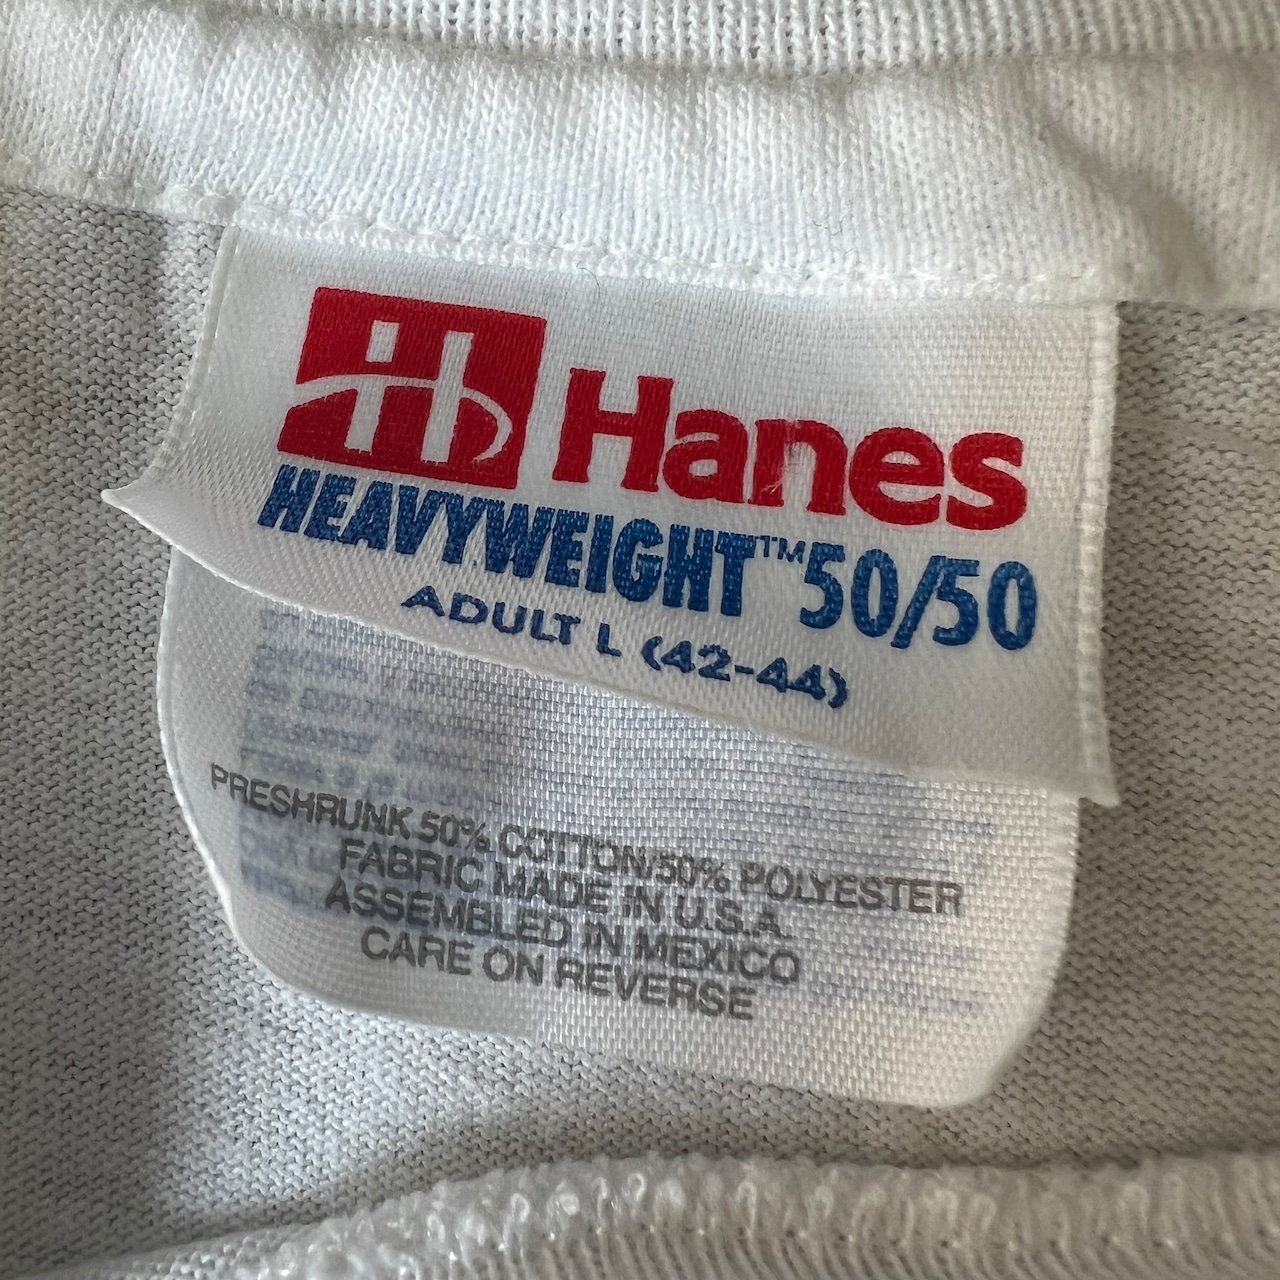 H Hanes
HEAVYWEIGHT™ 50/50
ADULT L (42-44)
PRESHRUNK 50% COTTON/50% POLYESTER
FABRIC MADE IN U.S.A.
ASSEMBLED IN MEXICO
CARE ON REVERSE